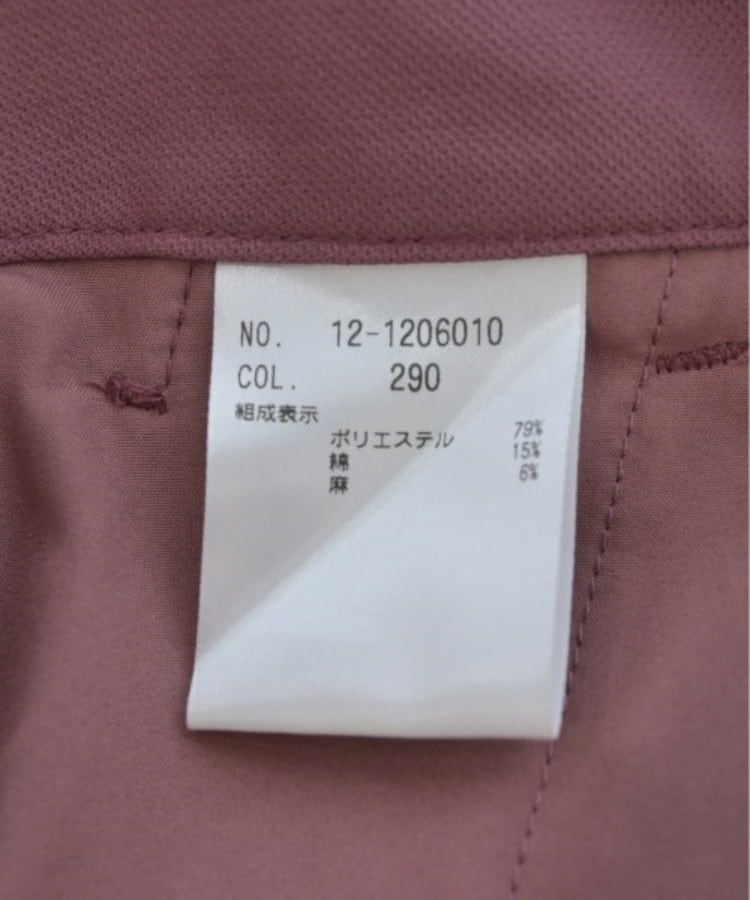 NO. 12-1206010
COL. 290
組成表示
ポリエステル 79%
綿 15%
麻 6%